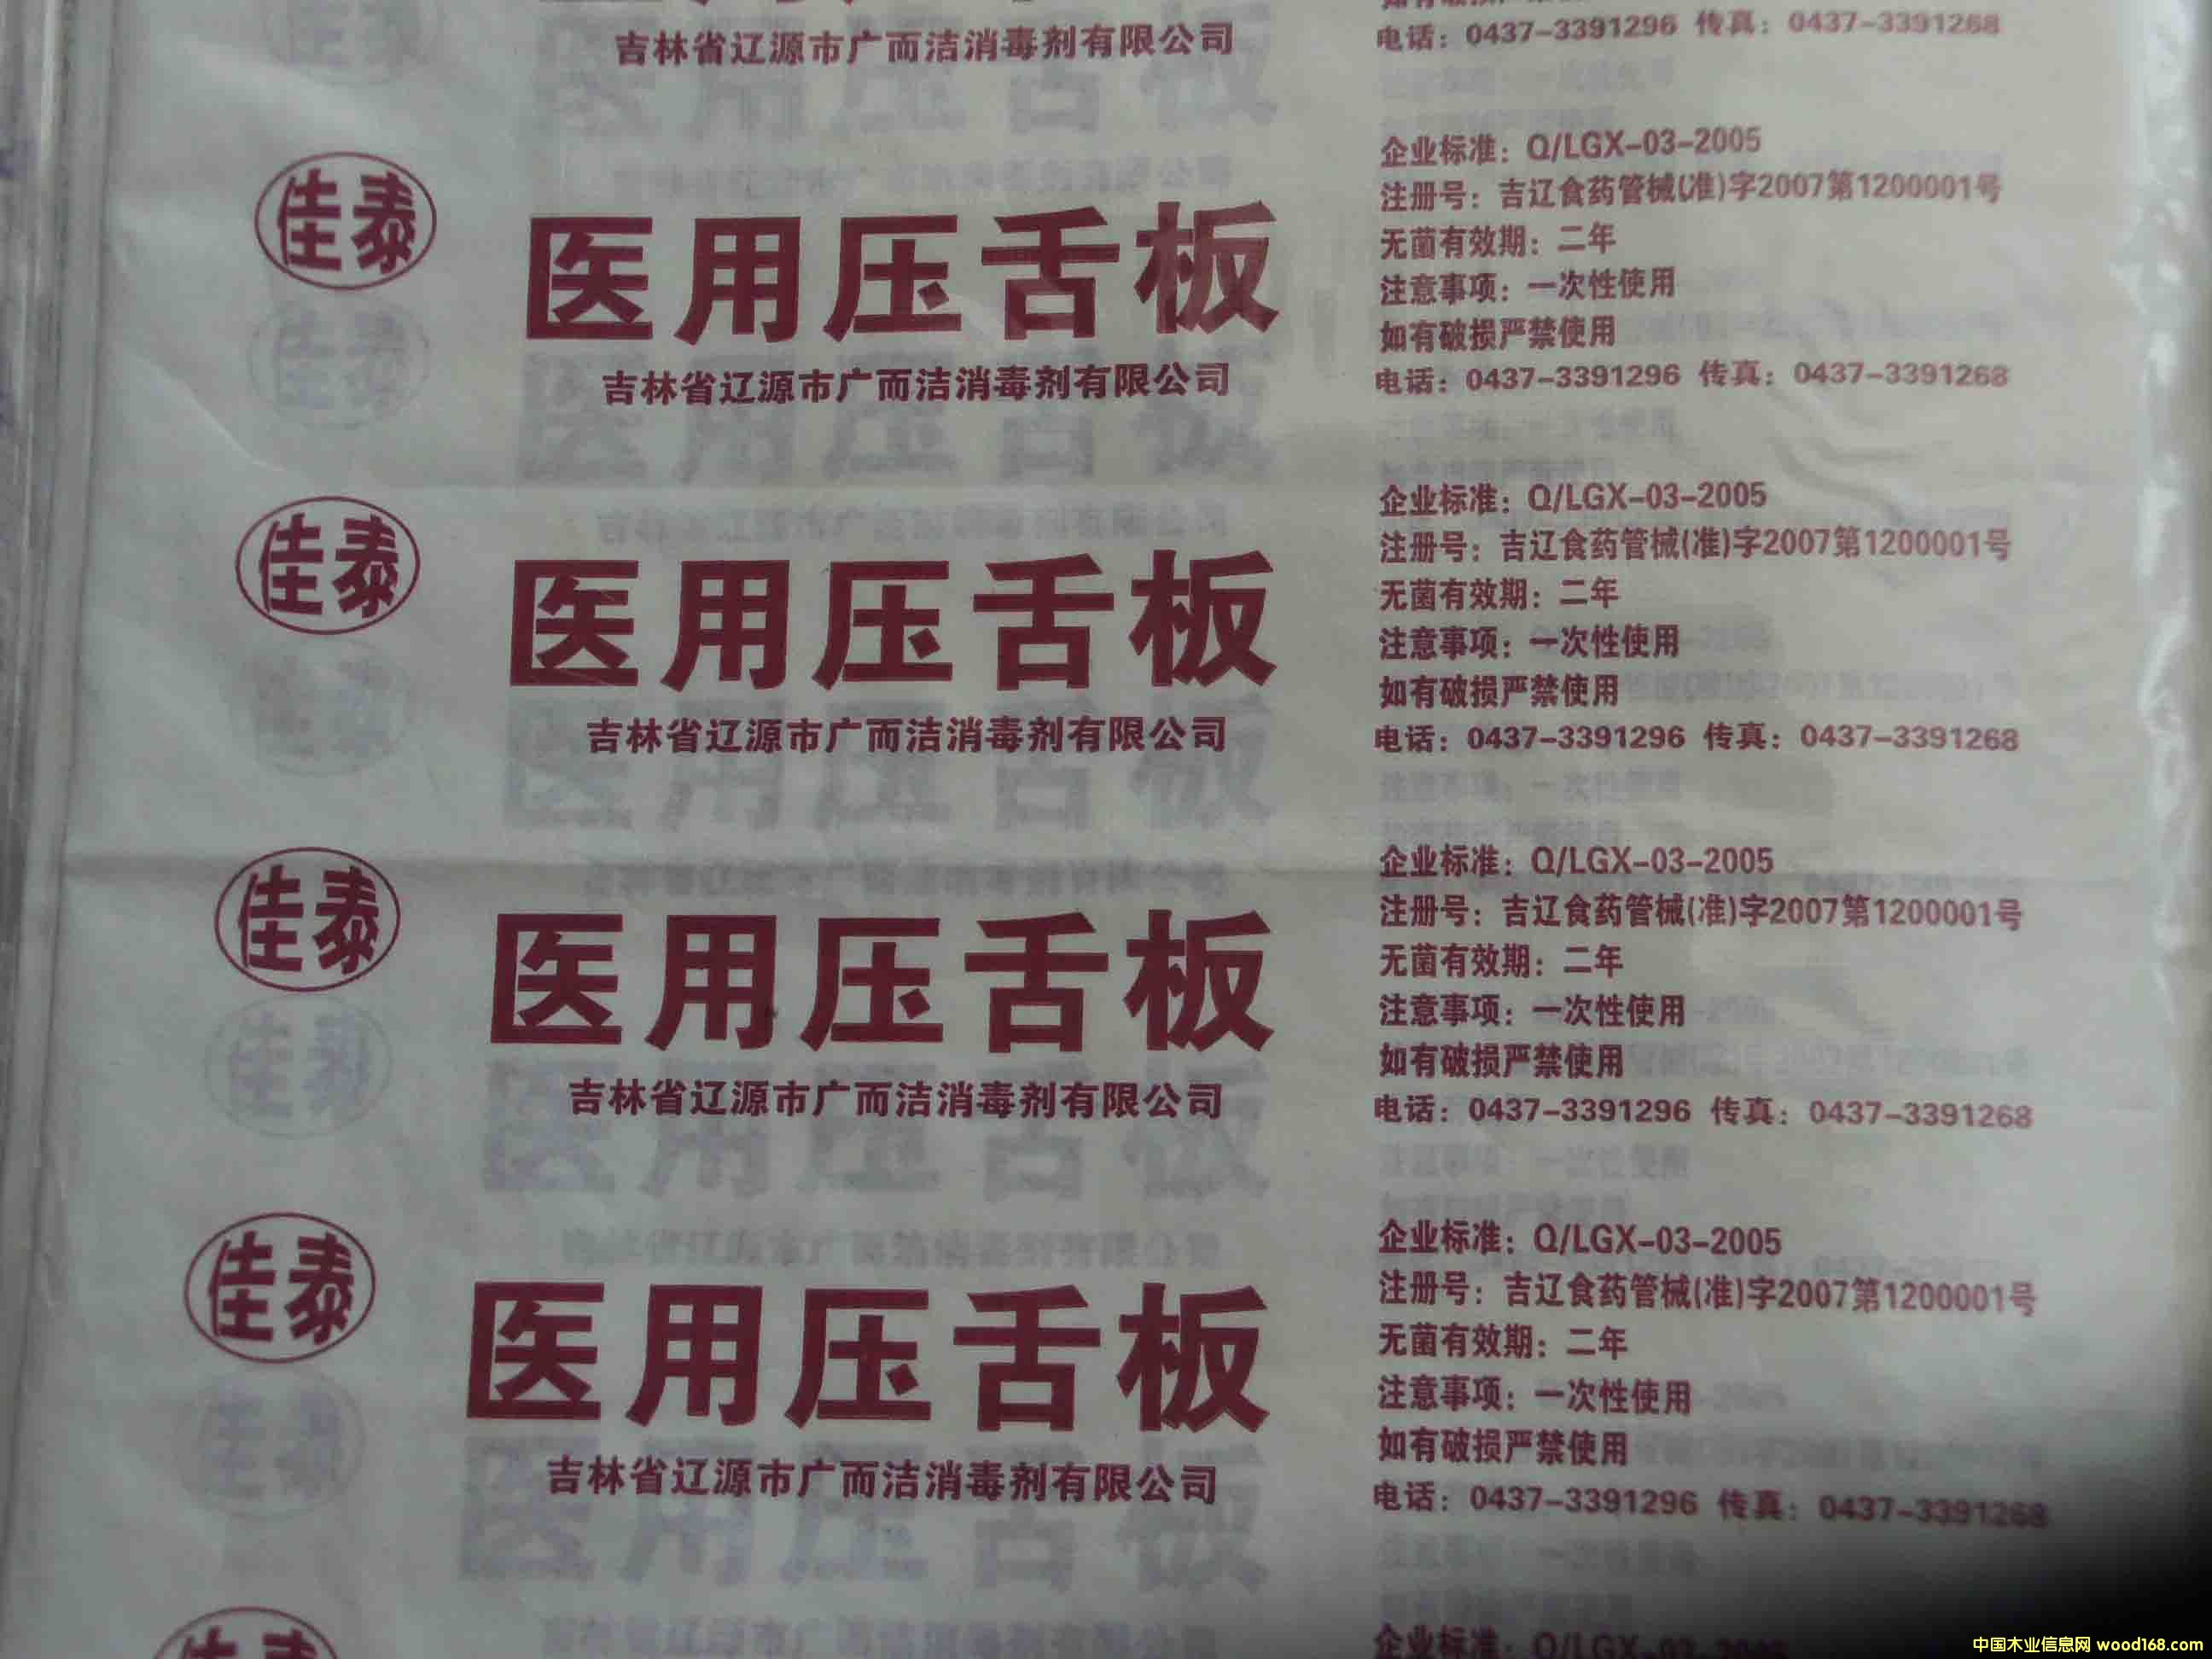 吉林省辽源市广而洁消毒剂有限公司
电话：0437-3391296 传真：0437-3391268
佳泰
医用压舌板
吉林省辽源市广而洁消毒剂有限公司
企业标准：Q/LGX-03-2005
注册号：吉辽食药管械(准)字2007第1200001号
无菌有效期：二年
注意事项：一次性使用
如有破损严禁使用
电话：0437-3391296 传真：0437-3391268
佳泰
医用压舌板
吉林省辽源市广而洁消毒剂有限公司
企业标准：Q/LGX-03-2005
注册号：吉辽食药管械(准)字2007第1200001号
无菌有效期：二年
注意事项：一次性使用
如有破损严禁使用
电话：0437-3391296 传真：0437-3391268
佳泰
医用压舌板
吉林省辽源市广而洁消毒剂有限公司
企业标准：Q/LGX-03-2005
注册号：吉辽食药管械(准)字2007第1200001号
无菌有效期：二年
注意事项：一次性使用
如有破损严禁使用
电话：0437-3391296 传真：0437-3391268
佳泰
医用压舌板
吉林省辽源市广而洁消毒剂有限公司
企业标准：Q/LGX-03-2005
注册号：吉辽食药管械(准)字2007第1200001号
无菌有效期：二年
注意事项：一次性使用
如有破损严禁使用
电话：0437-3391296 传真：0437-3391268
企业标准：Q/LGX-03-2005
中国木业信息网 wood168.com